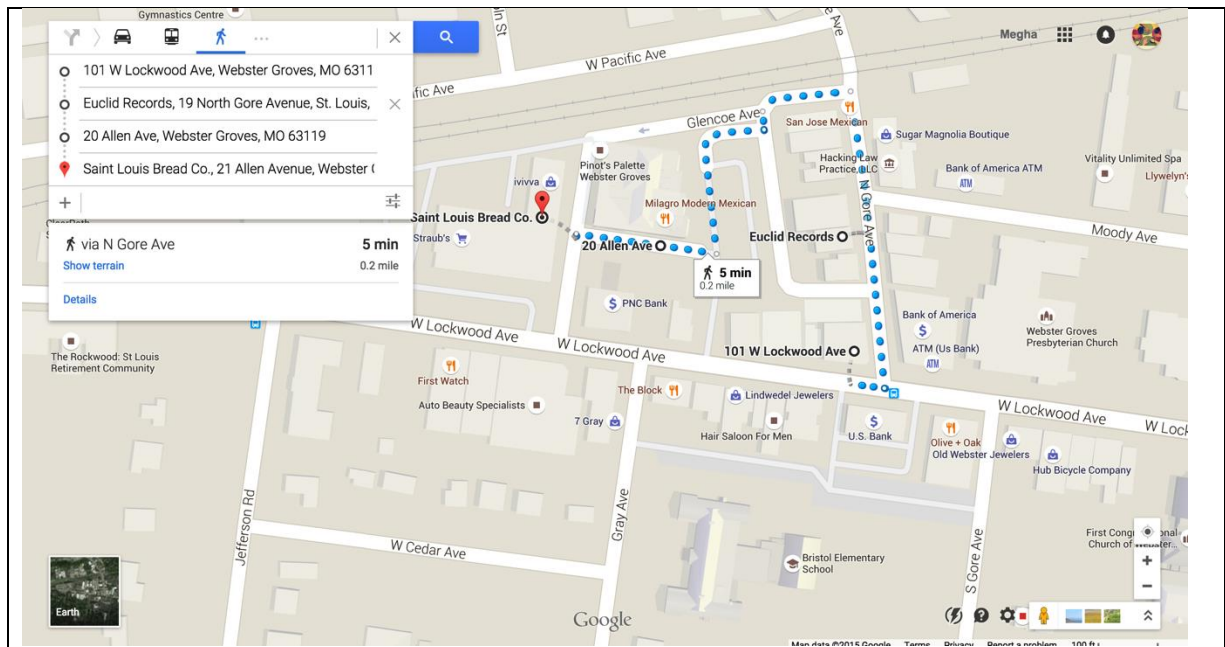 Gymnastics Centre
101 W Lockwood Ave, Webster Groves, MO 6311
Euclid Records, 19 North Gore Avenue, St. Louis,
20 Allen Ave, Webster Groves, MO 63119
Saint Louis Bread Co., 21 Allen Avenue, Webster
via N Gore Ave
5 min
Show terrain
0.2 mile
Details
Megha
W Pacific Ave
Glencoe Ave
San Jose Mexican
Sugar Magnolia Boutique
Hacking Law
Practice, LLC
Bank of America ATM
ATM
Vitality Unlimited Spa
Llywelyn's
Pinot's Palette
Webster Groves
ivivva
Milagro Modern Mexican
Saint Louis Bread Co.
Straub's
20 Allen Ave
Euclid Records
N Gore Ave
Moody Ave
5 min
0.2 mile
PNC Bank
Bank of America
ATM (Us Bank)
ATM
Webster Groves
Presbyterian Church
W Lockwood Ave
W Lockwood Ave
101 W Lockwood Ave
The Rockwood: St Louis
Retirement Community
First Watch
Auto Beauty Specialists
The Block
Lindwedel Jewelers
7 Gray
Hair Saloon For Men
U.S. Bank
Olive + Oak
Old Webster Jewelers
Hub Bicycle Company
W Lockwood Ave
W Lock
Jefferson Rd
Gray Ave
S Gore Ave
W Cedar Ave
Bristol Elementary
School
First Cong
Church of
Earth
Google
Map data ©2015 Google Terms Privacy Report a problem 100 ft